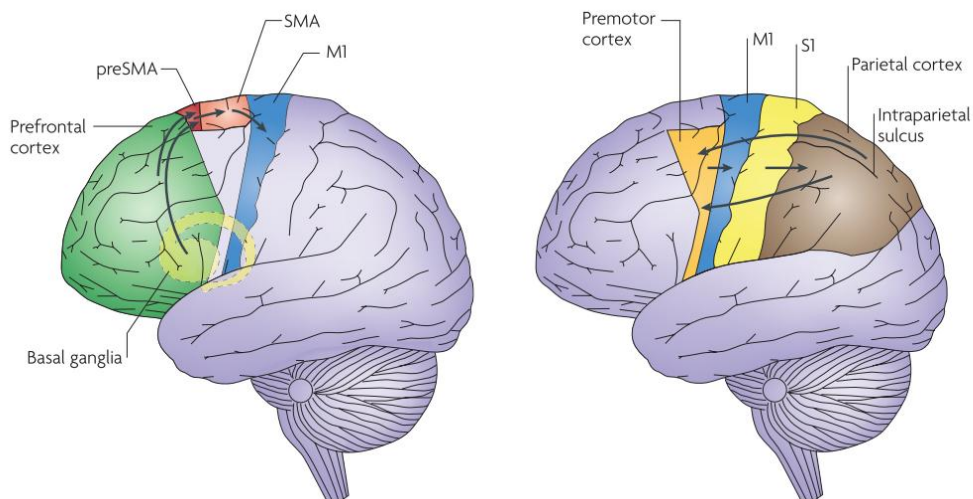 SMA
M1
preSMA
Prefrontal
cortex
Basal ganglia
Premotor
cortex
M1
S1
Parietal cortex
Intraparietal
sulcus